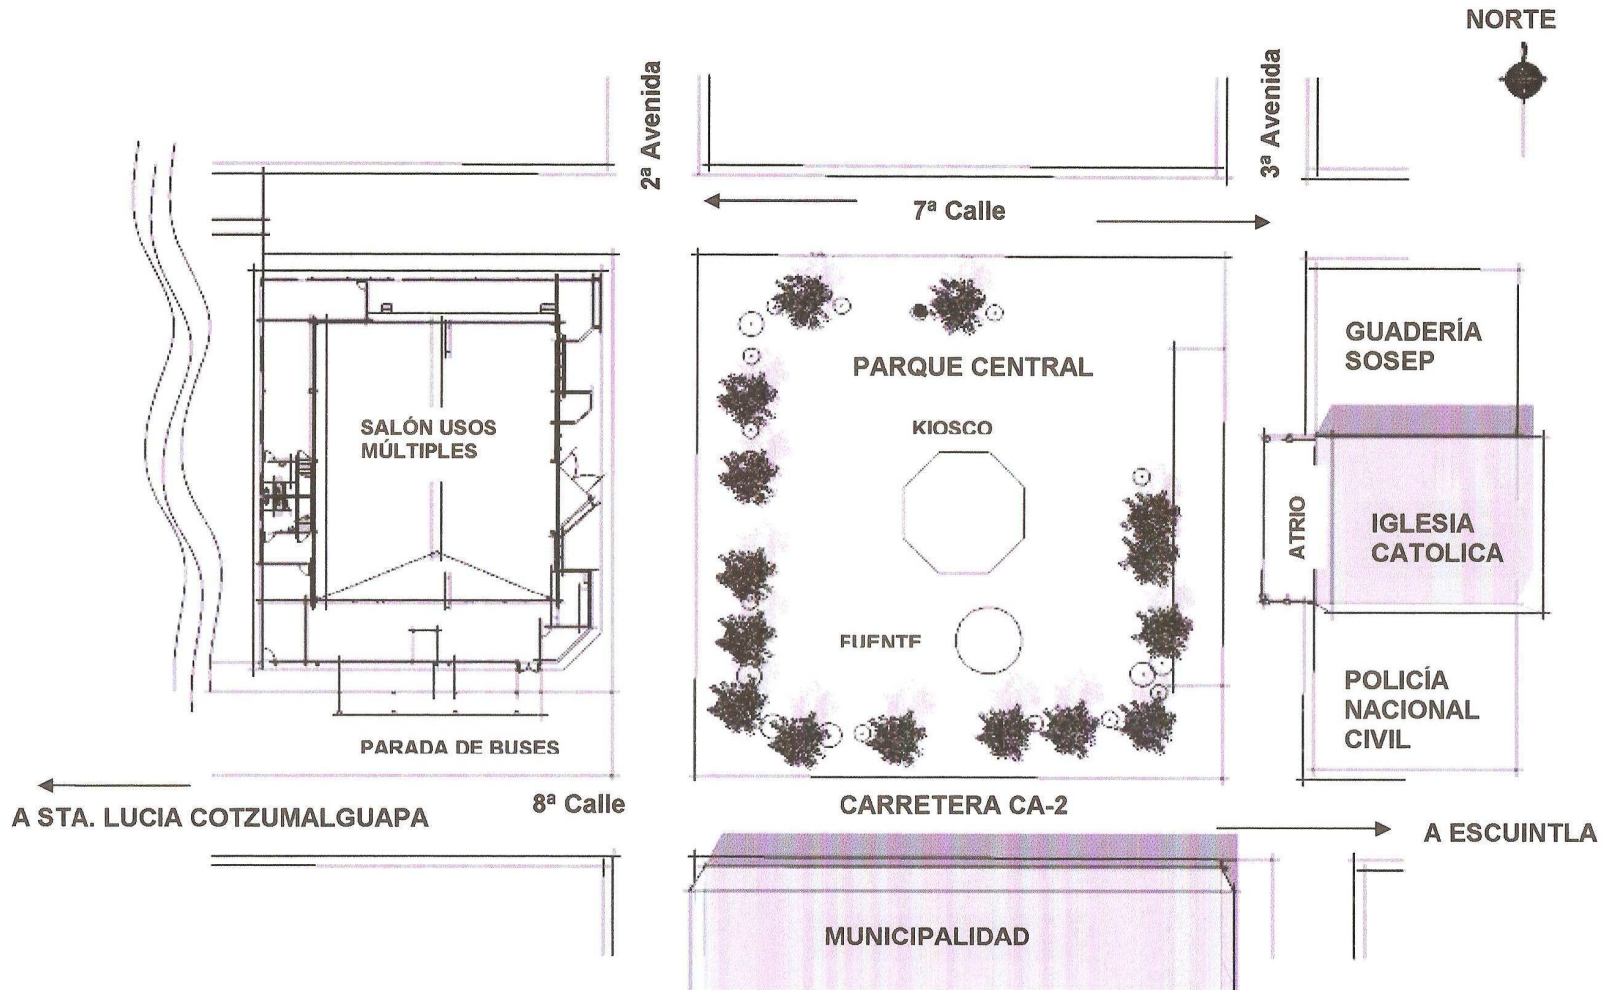 NORTE
2ª Avenida
3ª Avenida
7ª Calle
GUADERÍA
SOSEP
PARQUE CENTRAL
KIOSCO
SALÓN USOS
MÚLTIPLES
ATRIO
IGLESIA
CATOLICA
FUENTE
POLICÍA
NACIONAL
CIVIL
PARADA DE BUSES
8ª Calle
CARRETERA CA-2
A STA. LUCIA COTZUMALGUAPA
A ESCUINTLA
MUNICIPALIDAD